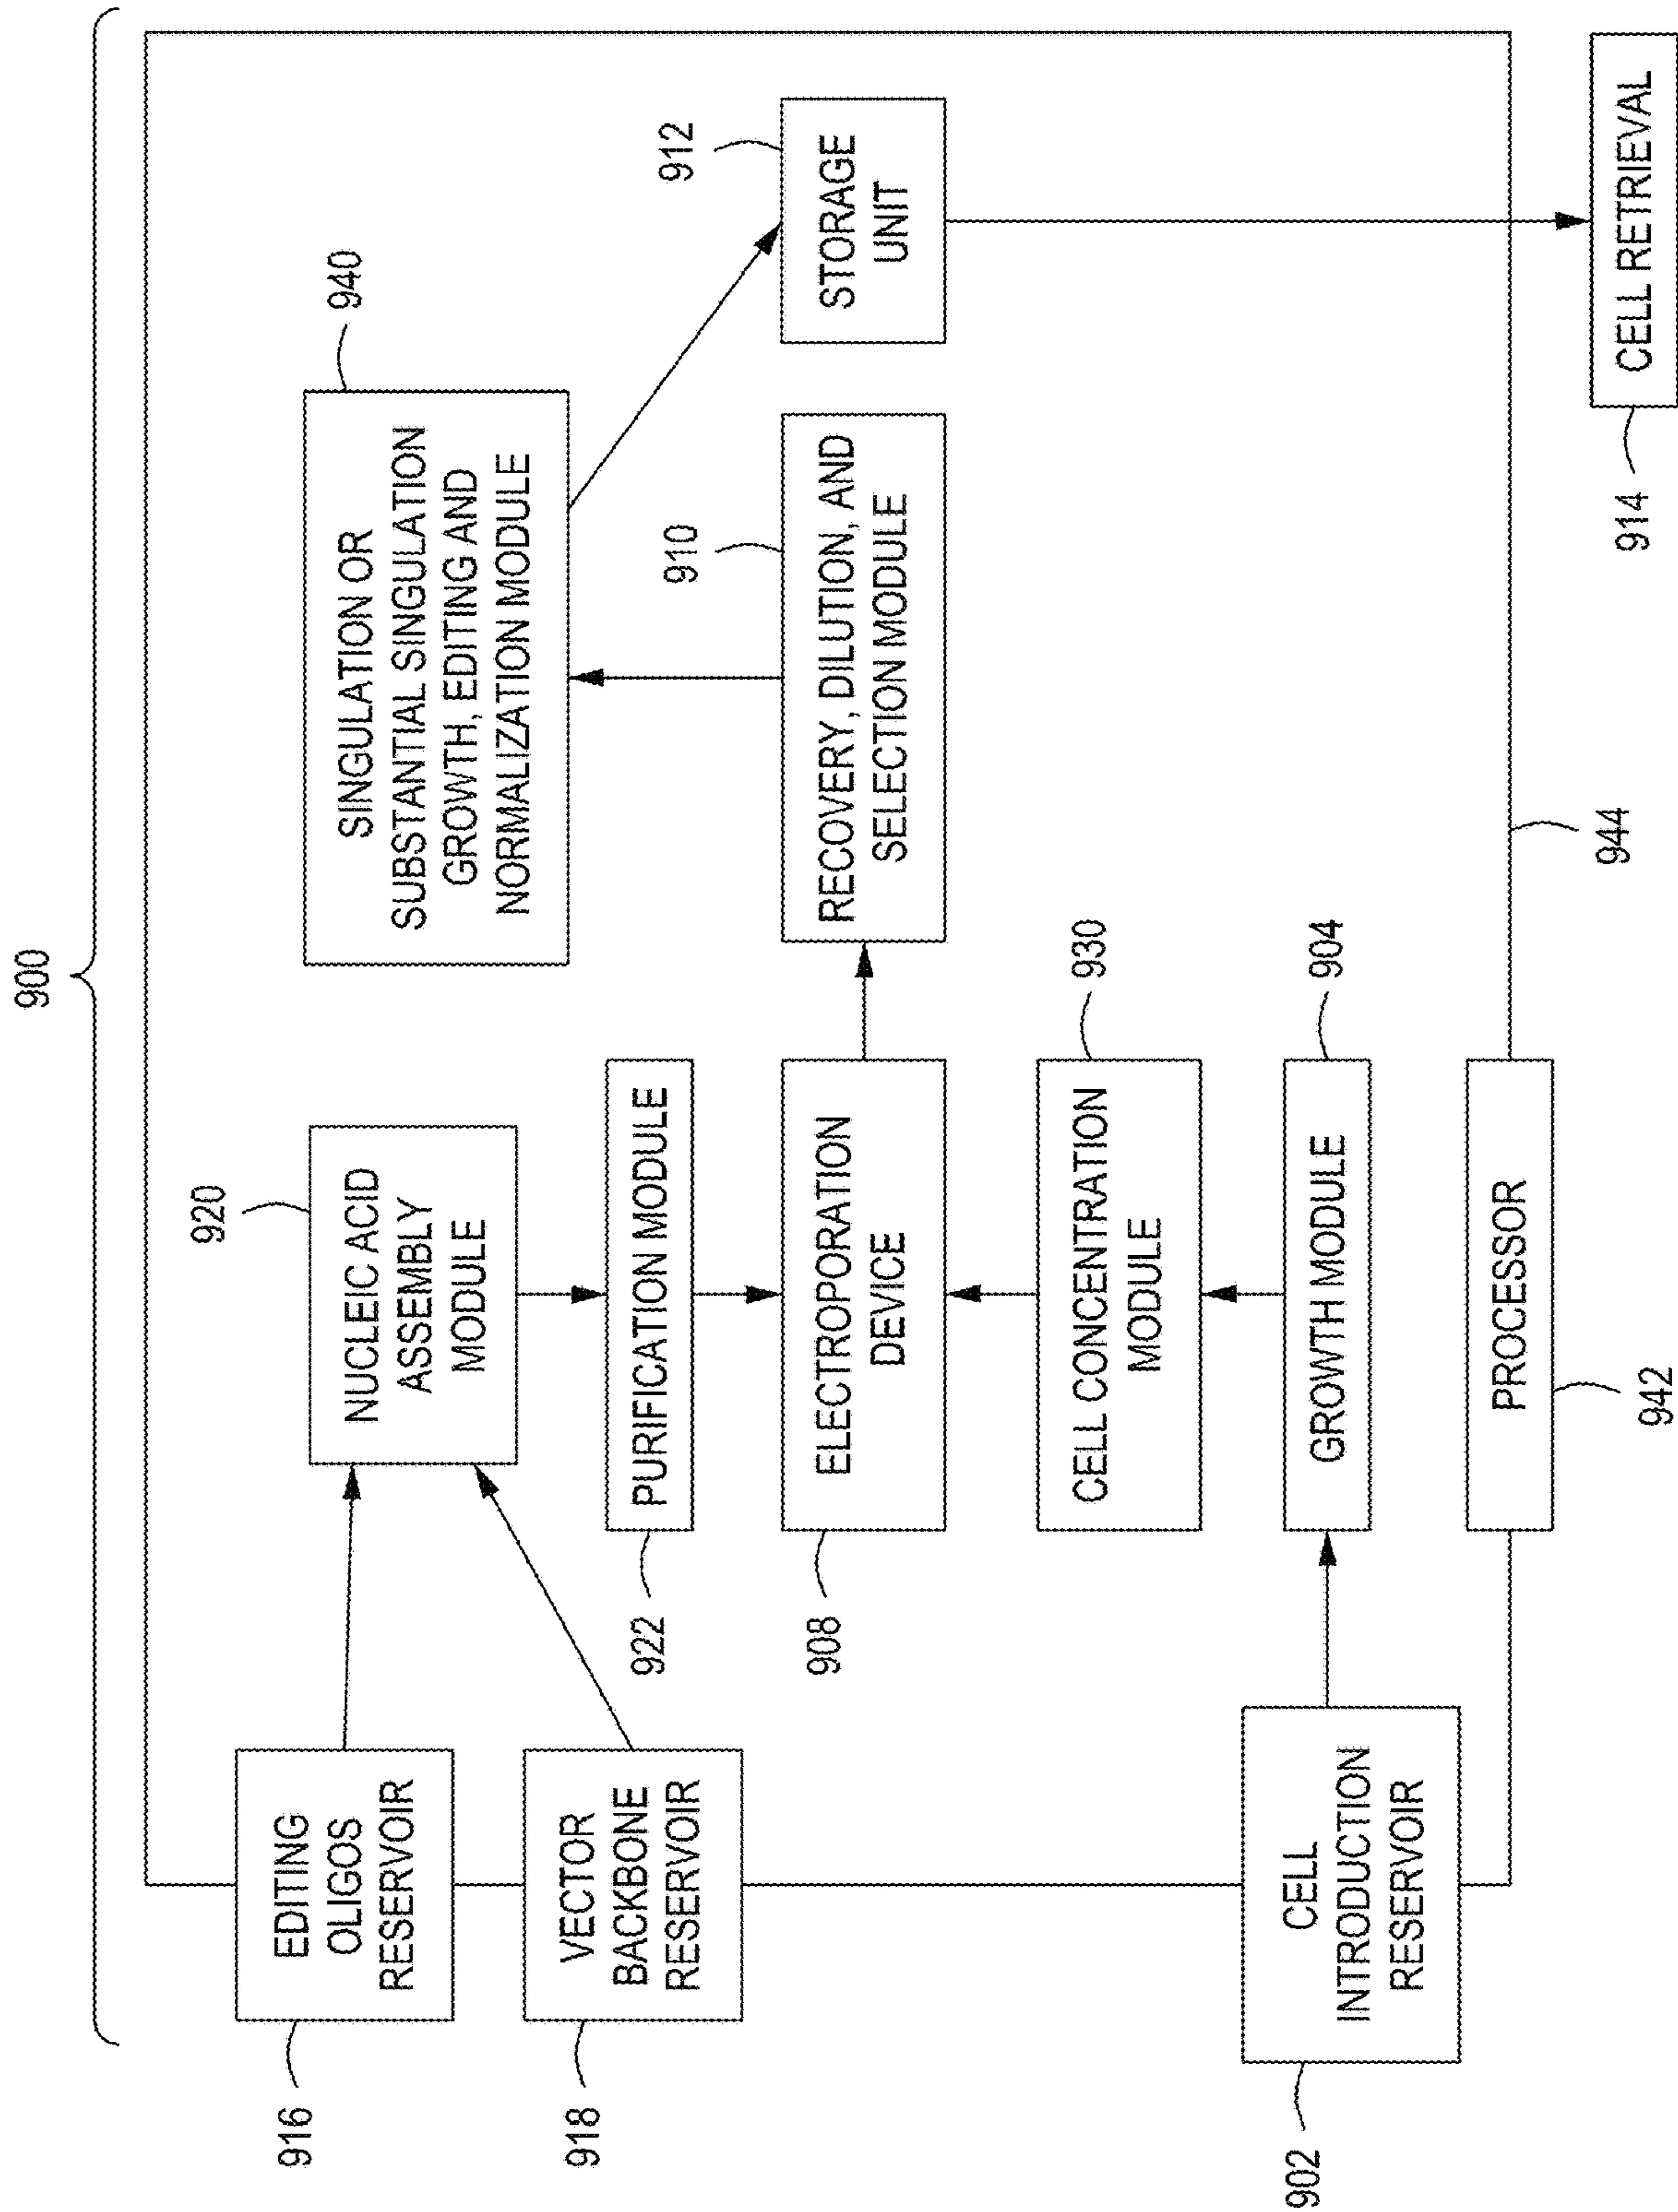 900
916
EDITING
OLIGOS
RESERVOIR
918
VECTOR
BACKBONE
RESERVOIR
902
CELL
INTRODUCTION
RESERVOIR
920
NUCLEIC ACID
ASSEMBLY
MODULE
922
PURIFICATION MODULE
908
ELECTROPORATION
DEVICE
930
CELL CONCENTRATION
MODULE
904
GROWTH MODULE
942
PROCESSOR
944
940
SINGULATION OR
SUBSTANTIAL SINGULATION
GROWTH, EDITING AND
NORMALIZATION MODULE
910
RECOVERY, DILUTION, AND
SELECTION MODULE
912
STORAGE
UNIT
914
CELL RETRIEVAL